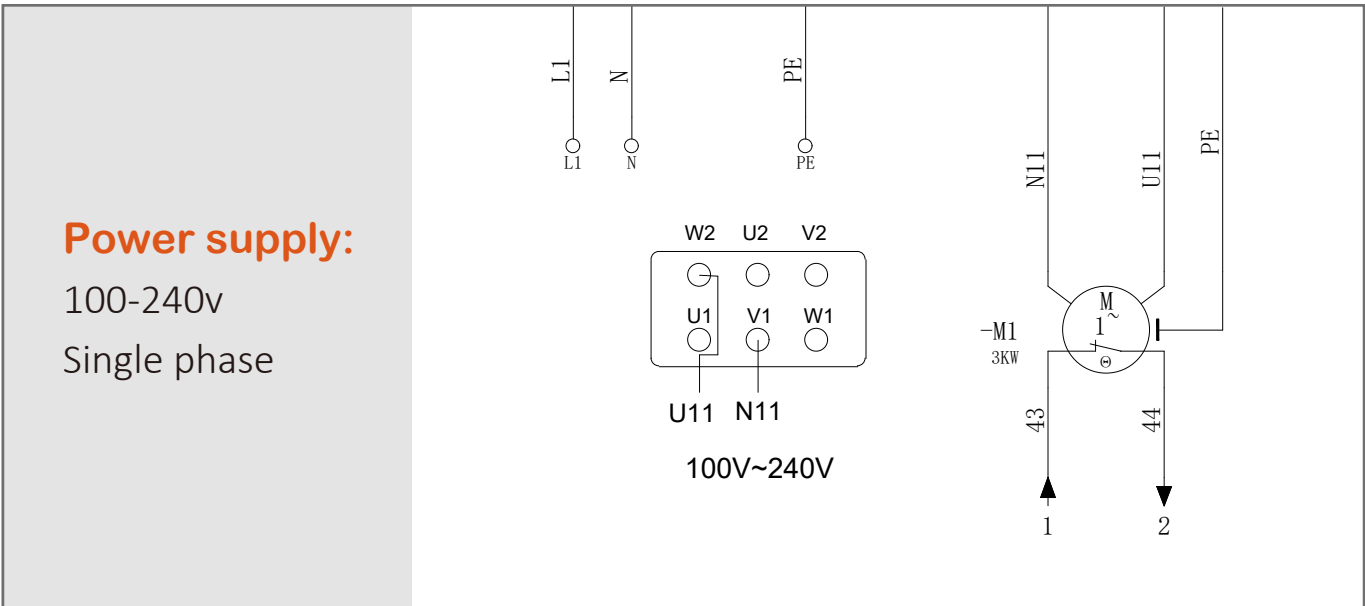 Power supply:
100-240v
Single phase
L1
N
PE
L1
N
PE
W2 U2 V2
U1 V1 W1
U11 N11
100V~240V
N11
U11
PE
M
1~
-M1
3KW
Θ
43
44
1
2